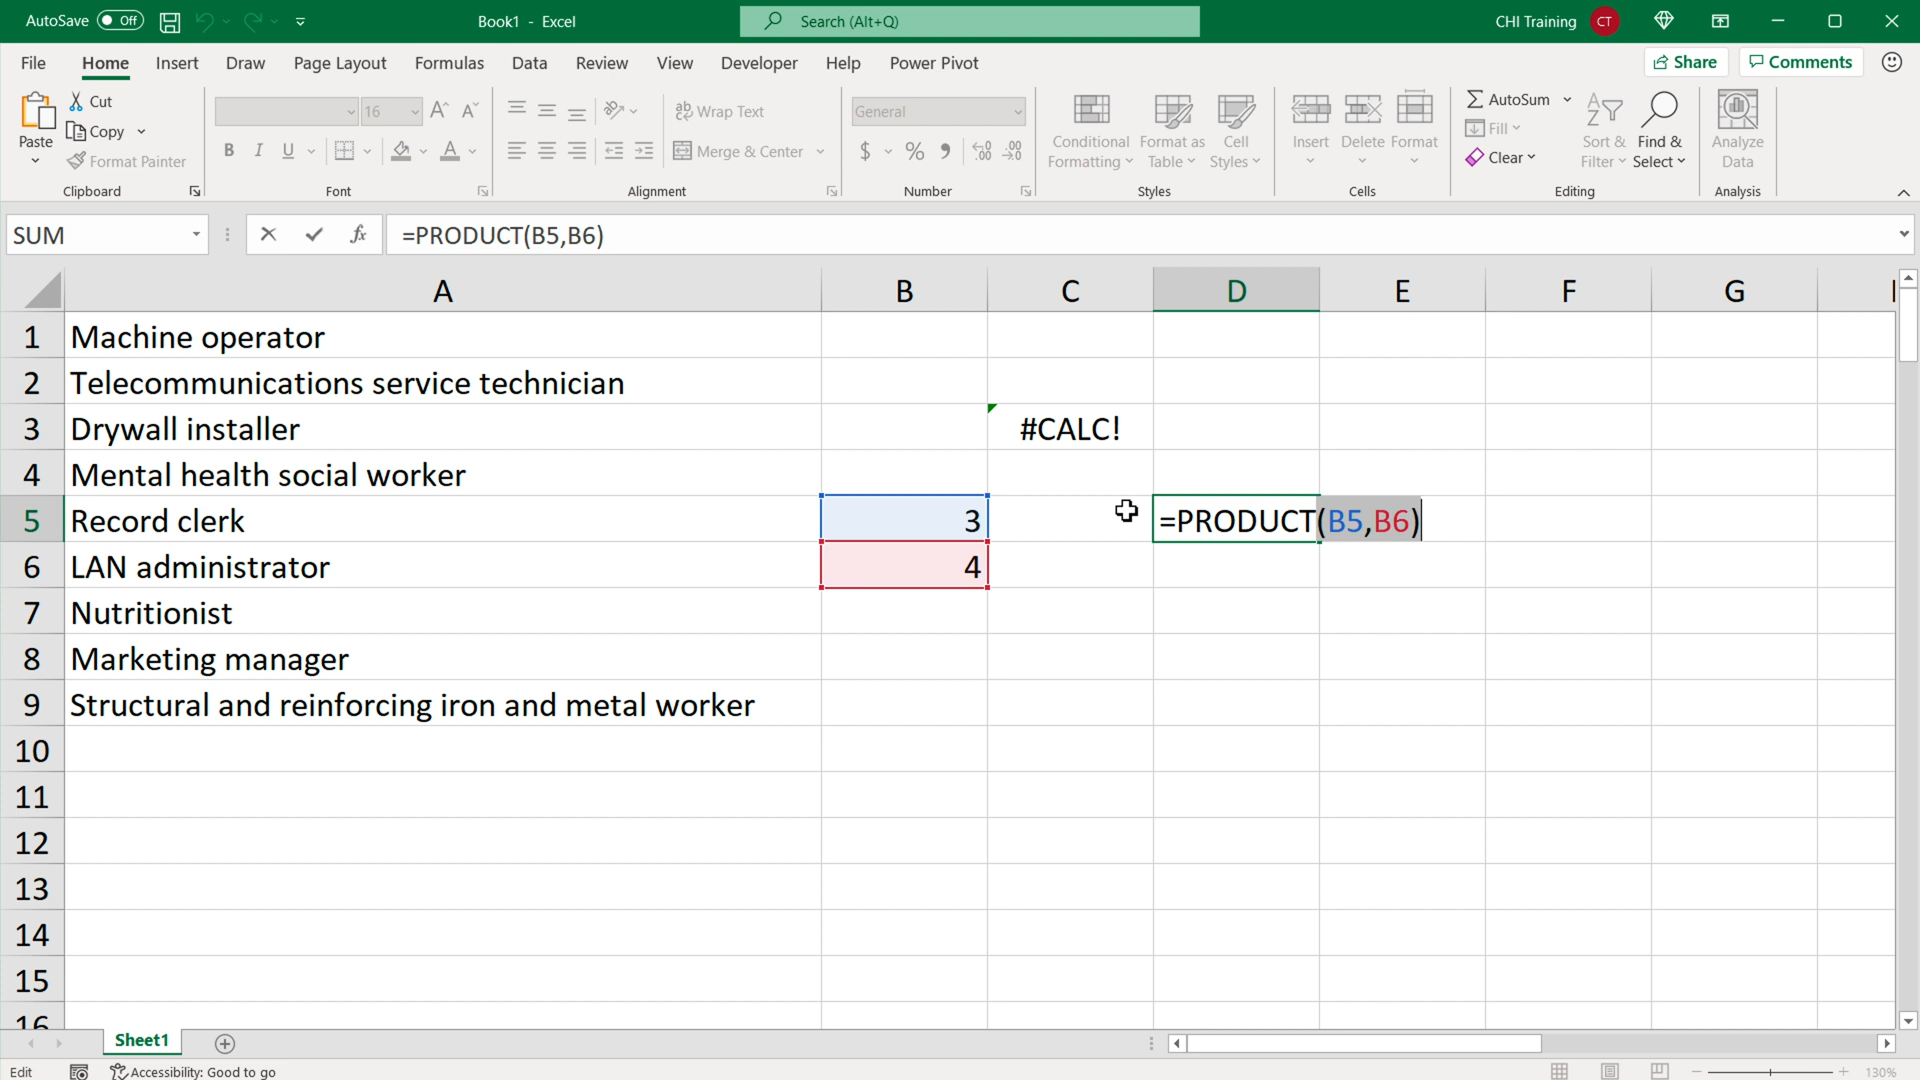 AutoSave Off Book1 - Excel Search (Alt+Q) CHI Training CT
File Home Insert Draw Page Layout Formulas Data Review View Developer Help Power Pivot Share Comments
Paste
Cut
Copy
Format Painter
Clipboard
16
B I U
Font
Wrap Text
Merge & Center
Alignment
General
$ % 9
Number
Conditional
Formatting
Format as
Table
Cell
Styles
Styles
Insert
Delete
Format
Cells
AutoSum
Fill
Clear
Sort &
Filter
Find &
Select
Editing
Analyze
Data
Analysis
SUM fx =PRODUCT(B5,B6)
A B C D E F G
1 Machine operator
2 Telecommunications service technician
3 Drywall installer #CALC!
4 Mental health social worker
5 Record clerk 3 =PRODUCT(B5,B6)
6 LAN administrator 4
7 Nutritionist
8 Marketing manager
9 Structural and reinforcing iron and metal worker
10
11
12
13
14
15
16
Sheet1
Edit Accessibility: Good to go 130%